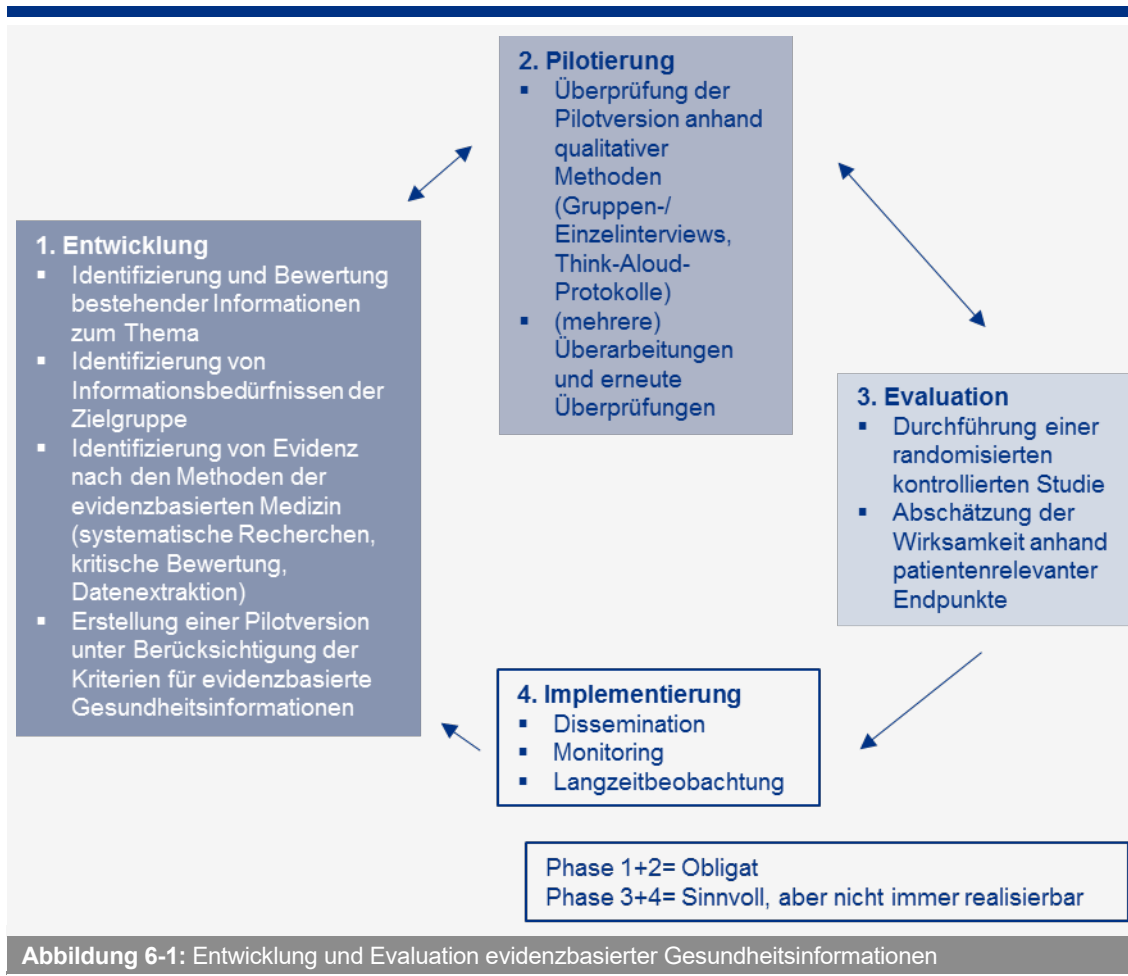 2. Pilotierung
▪ Überprüfung der
Pilotversion anhand
qualitativer
Methoden
(Gruppen-/
Einzelinterviews,
Think-Aloud-
Protokolle)
▪ (mehrere)
Überarbeitungen
und erneute
Überprüfungen
1. Entwicklung
▪ Identifizierung und Bewertung
bestehender Informationen
zum Thema
▪ Identifizierung von
Informationsbedürfnissen der
Zielgruppe
▪ Identifizierung von Evidenz
nach den Methoden der
evidenzbasierten Medizin
(systematische Recherchen,
kritische Bewertung,
Datenextraktion)
▪ Erstellung einer Pilotversion
unter Berücksichtigung der
Kriterien für evidenzbasierte
Gesundheitsinformationen
3. Evaluation
▪ Durchführung einer
randomisierten
kontrollierten Studie
▪ Abschätzung der
Wirksamkeit anhand
patientenrelevanter
Endpunkte
4. Implementierung
▪ Dissemination
▪ Monitoring
▪ Langzeitbeobachtung
Phase 1+2= Obligat
Phase 3+4= Sinnvoll, aber nicht immer realisierbar
Abbildung 6-1: Entwicklung und Evaluation evidenzbasierter Gesundheitsinformationen